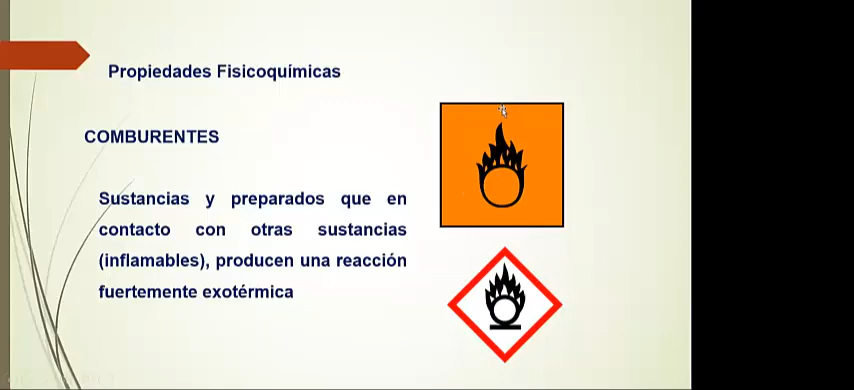 Propiedades Fisicoquímicas
COMBURENTES
Sustancias y preparados que en
contacto con otras sustancias
(inflamables), producen una reacción
fuertemente exotérmica